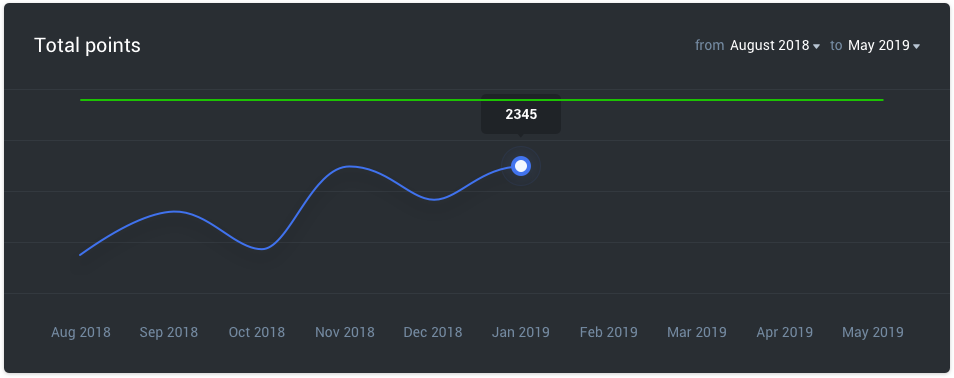 Total points
from August 2018 to May 2019
2345
Aug 2018 Sep 2018 Oct 2018 Nov 2018 Dec 2018 Jan 2019 Feb 2019 Mar 2019 Apr 2019 May 2019